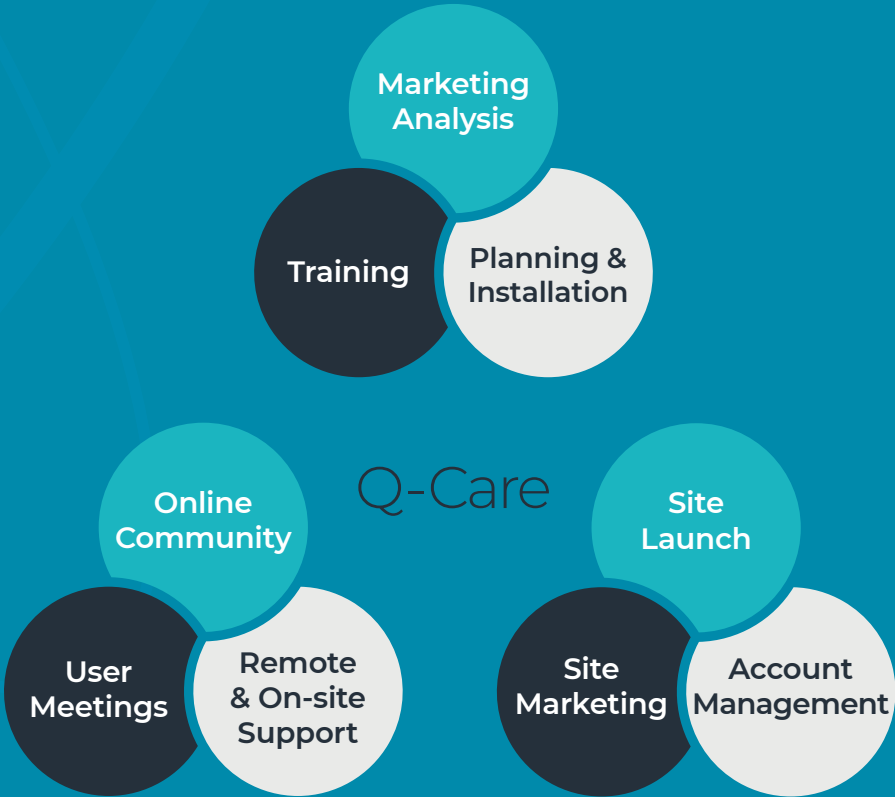 Marketing
Analysis
Training
Planning &
Installation
Q-Care
Online
Community
User
Meetings
Remote
& On-site
Support
Site
Launch
Site
Marketing
Account
Management